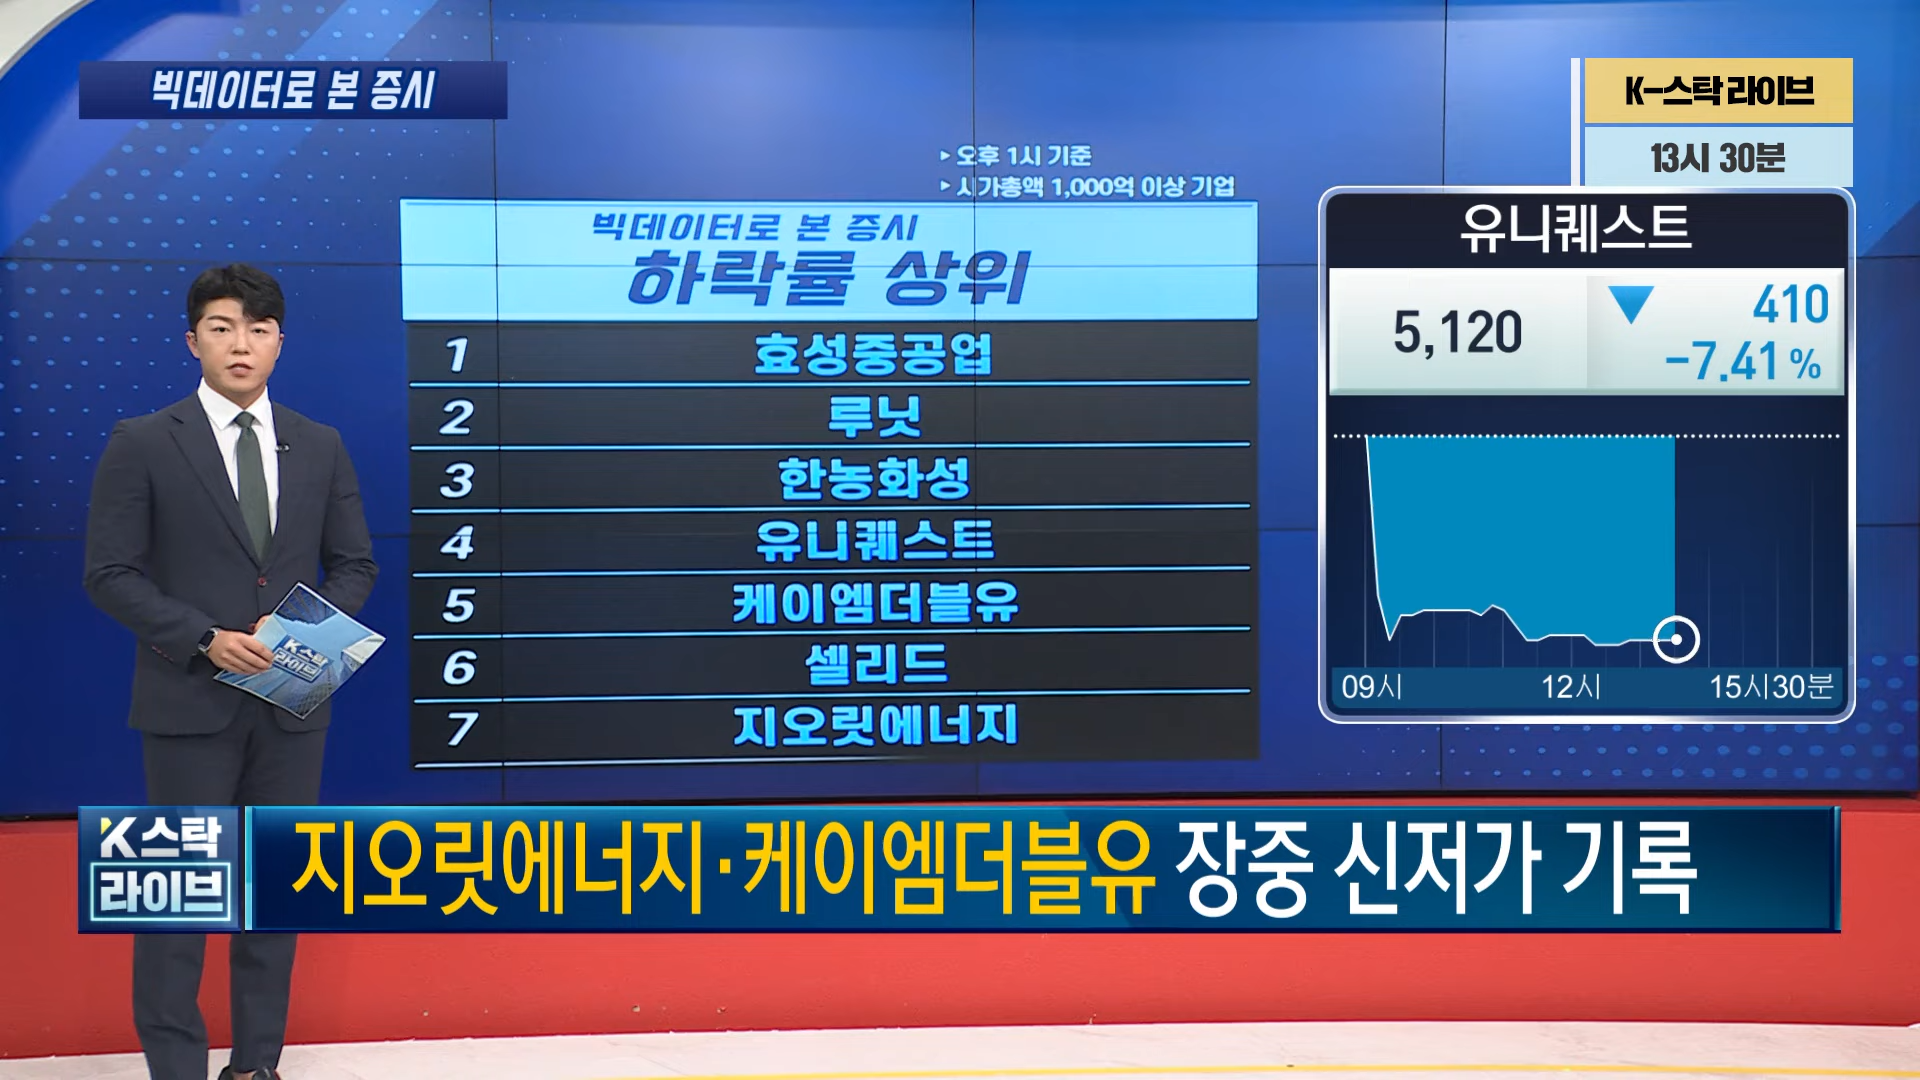 빅데이터로 본 증시
K-스탁 라이브
13시 30분
▸ 오후 1시 기준
▸ 시가총액 1,000억 이상 기업
빅데이터로 본 증시
하락률 상위
1 효성중공업
2 루닛
3 한농화성
4 유니퀘스트
5 케이엠더블유
6 셀리드
7 지오릿에너지
유니퀘스트
5,120 ▼ 410
-7.41 %
09시 12시 15시30분
K스탁
라이브
K스탁
라이브
지오릿에너지·케이엠더블유 장중 신저가 기록